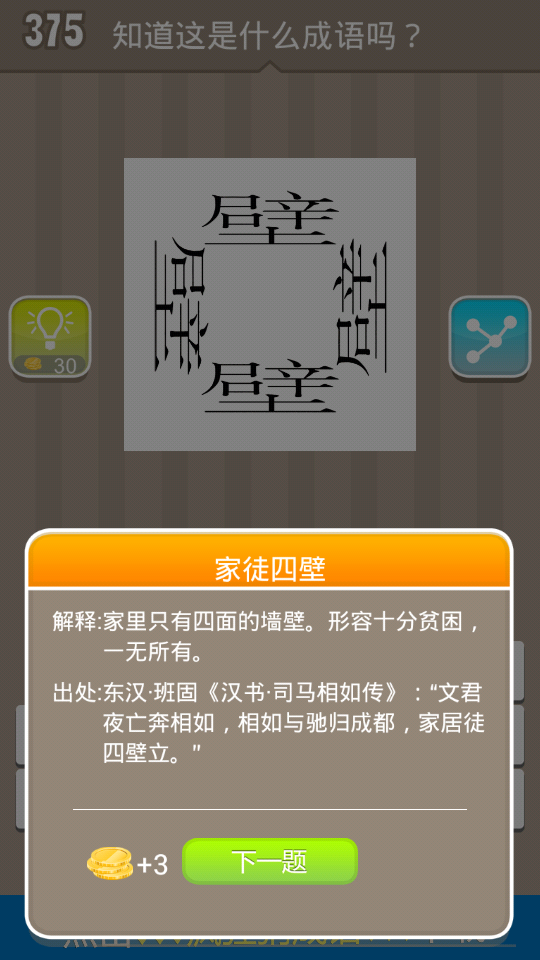 375
知道这是什么成语吗？
壁
壁
壁
壁
30
家徒四壁
解释:家里只有四面的墙壁。形容十分贫困，
一无所有。
出处:东汉·班固《汉书·司马相如传》："文君
夜亡奔相如，相如与驰归成都，家居徒
四壁立。"
+3
下一题